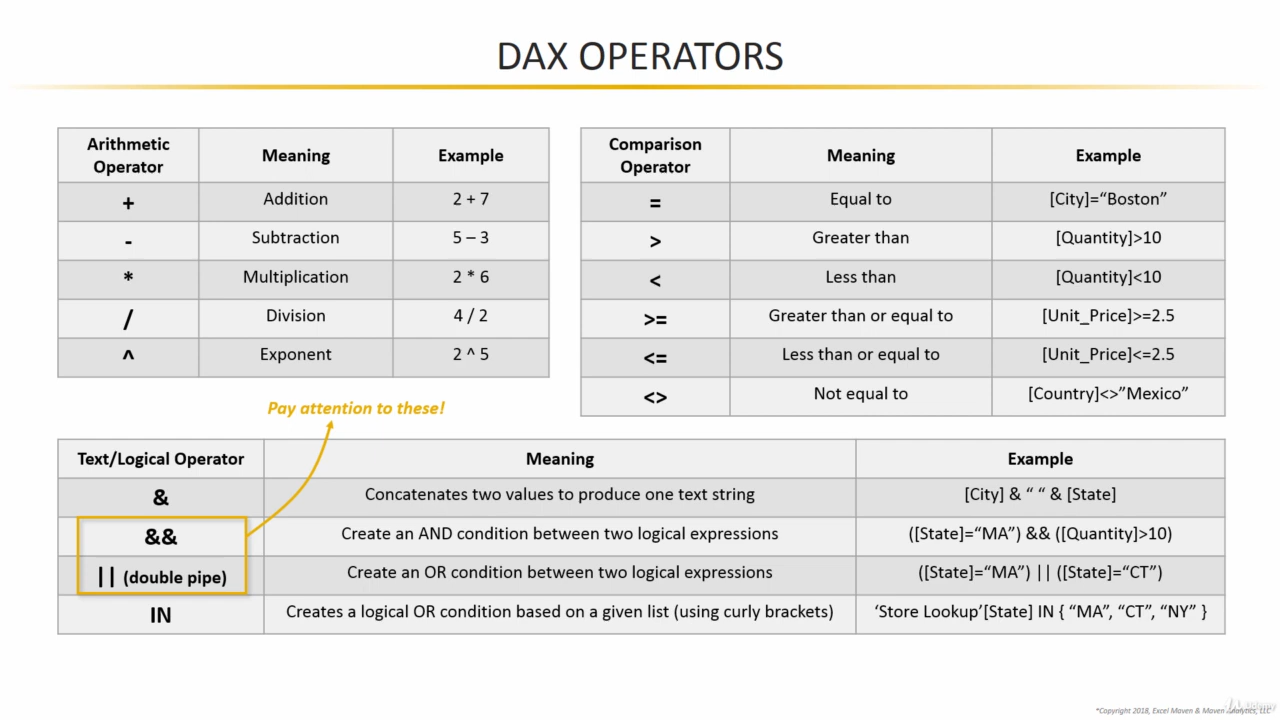 DAX OPERATORS
Arithmetic Operator Meaning Example
+ Addition 2 + 7
- Subtraction 5 – 3
* Multiplication 2 * 6
/ Division 4 / 2
^ Exponent 2 ^ 5
Comparison Operator Meaning Example
= Equal to [City]=“Boston”
> Greater than [Quantity]>10
< Less than [Quantity]<10
>= Greater than or equal to [Unit_Price]>=2.5
<= Less than or equal to [Unit_Price]<=2.5
<> Not equal to [Country]<>”Mexico”
Pay attention to these!
Text/Logical Operator Meaning Example
& Concatenates two values to produce one text string [City] & “ “ & [State]
&& Create an AND condition between two logical expressions ([State]=“MA”) && ([Quantity]>10)
|| (double pipe) Create an OR condition between two logical expressions ([State]=“MA”) || ([State]=“CT”)
IN Creates a logical OR condition based on a given list (using curly brackets) ‘Store Lookup’[State] IN { “MA”, “CT”, “NY” }
*Copyright 2018, Excel Maven & Maven Analytics, LLC